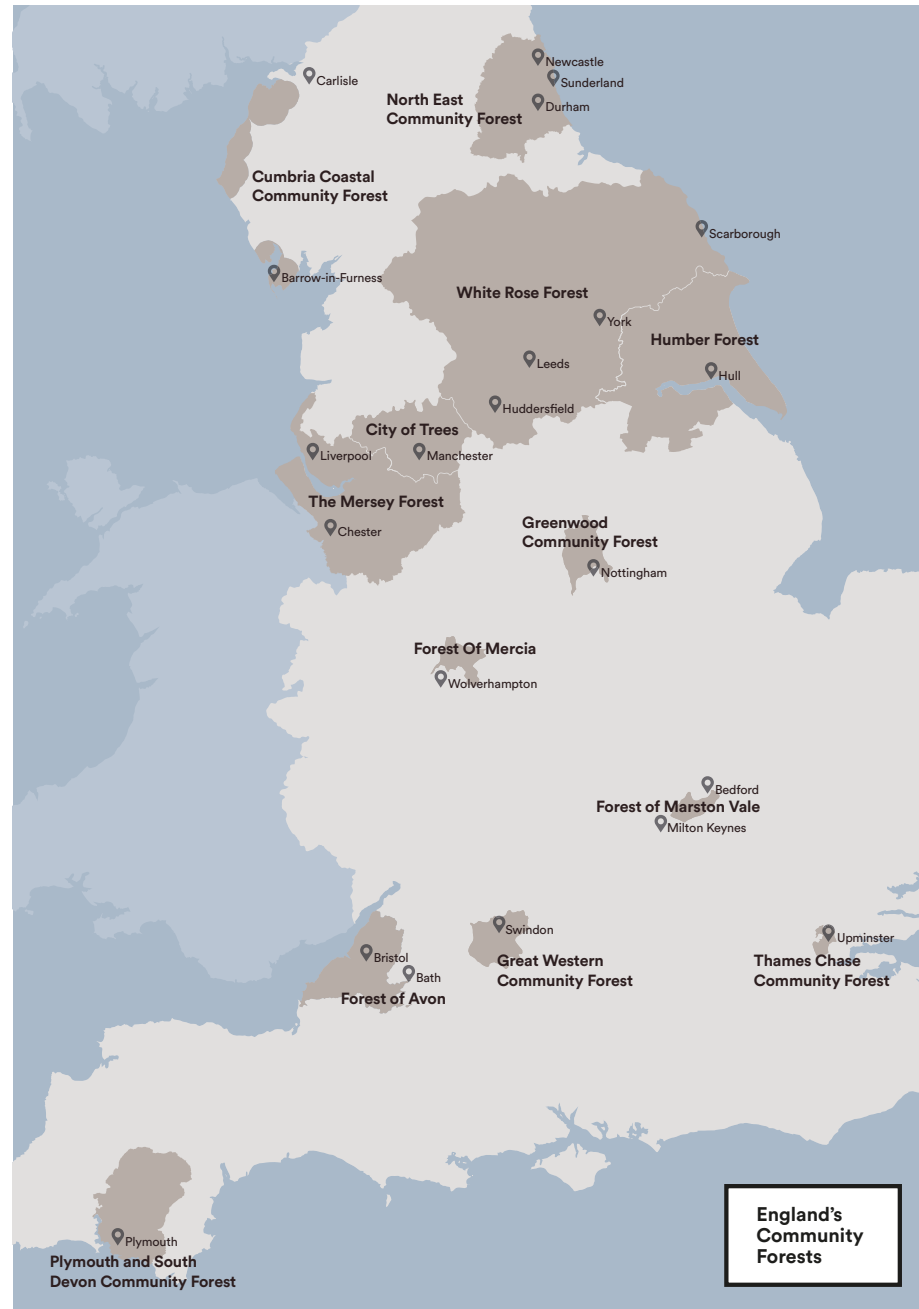 Newcastle
Carlisle
Sunderland
North East
Community Forest
Durham
Cumbria Coastal
Community Forest
Scarborough
Barrow-in-Furness
White Rose Forest
York
Humber Forest
Leeds
Hull
Huddersfield
City of Trees
Liverpool
Manchester
The Mersey Forest
Chester
Greenwood
Community Forest
Nottingham
Forest Of Mercia
Wolverhampton
Bedford
Forest of Marston Vale
Milton Keynes
Swindon
Upminster
Bristol
Great Western
Community Forest
Thames Chase
Community Forest
Bath
Forest of Avon
England’s
Community
Forests
Plymouth
Plymouth and South
Devon Community Forest